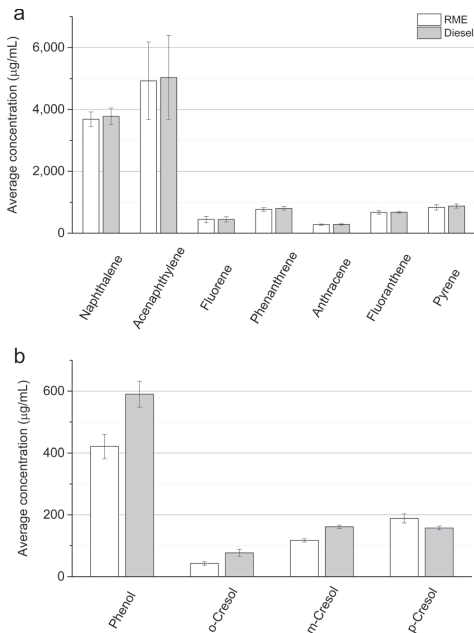 a
RME
Diesel
Average concentration (µg/mL)
6,000
4,000
2,000
0
Naphthalene
Acenaphthylene
Fluorene
Phenanthrene
Anthracene
Fluoranthene
Pyrene
b
Average concentration (µg/mL)
600
400
200
0
Phenol
o-Cresol
m-Cresol
p-Cresol